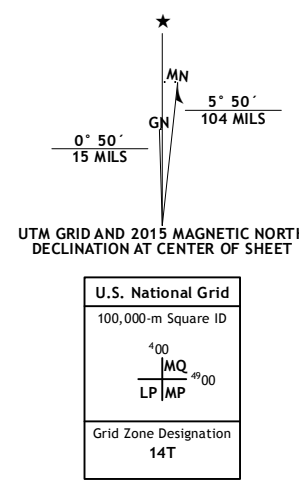 ★
MN
GN
5° 50´
104 MILS
0° 50´
15 MILS
UTM GRID AND 2015 MAGNETIC NORTH
DECLINATION AT CENTER OF SHEET
U.S. National Grid
100,000-m Square ID
⁴00
MQ
⁴⁹00
LP MP
Grid Zone Designation
14T